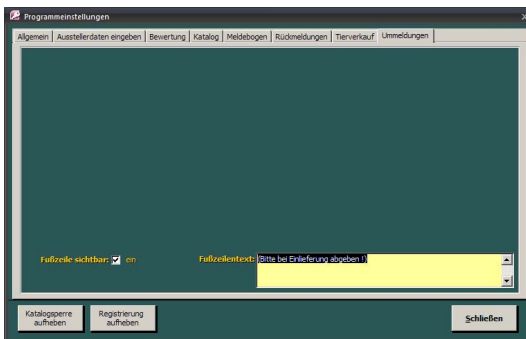 Programmeinstellungen
Allgemein Ausstellerdaten eingeben Bewertung Katalog Meldebogen Rückmeldungen Tierverkauf Ummeldungen
Fußzeile sichtbar: ein Fußzeilentext: (Bitte bei Einlieferung abgeben !)
Katalogsperre aufheben
Registrierung aufheben
Schließen